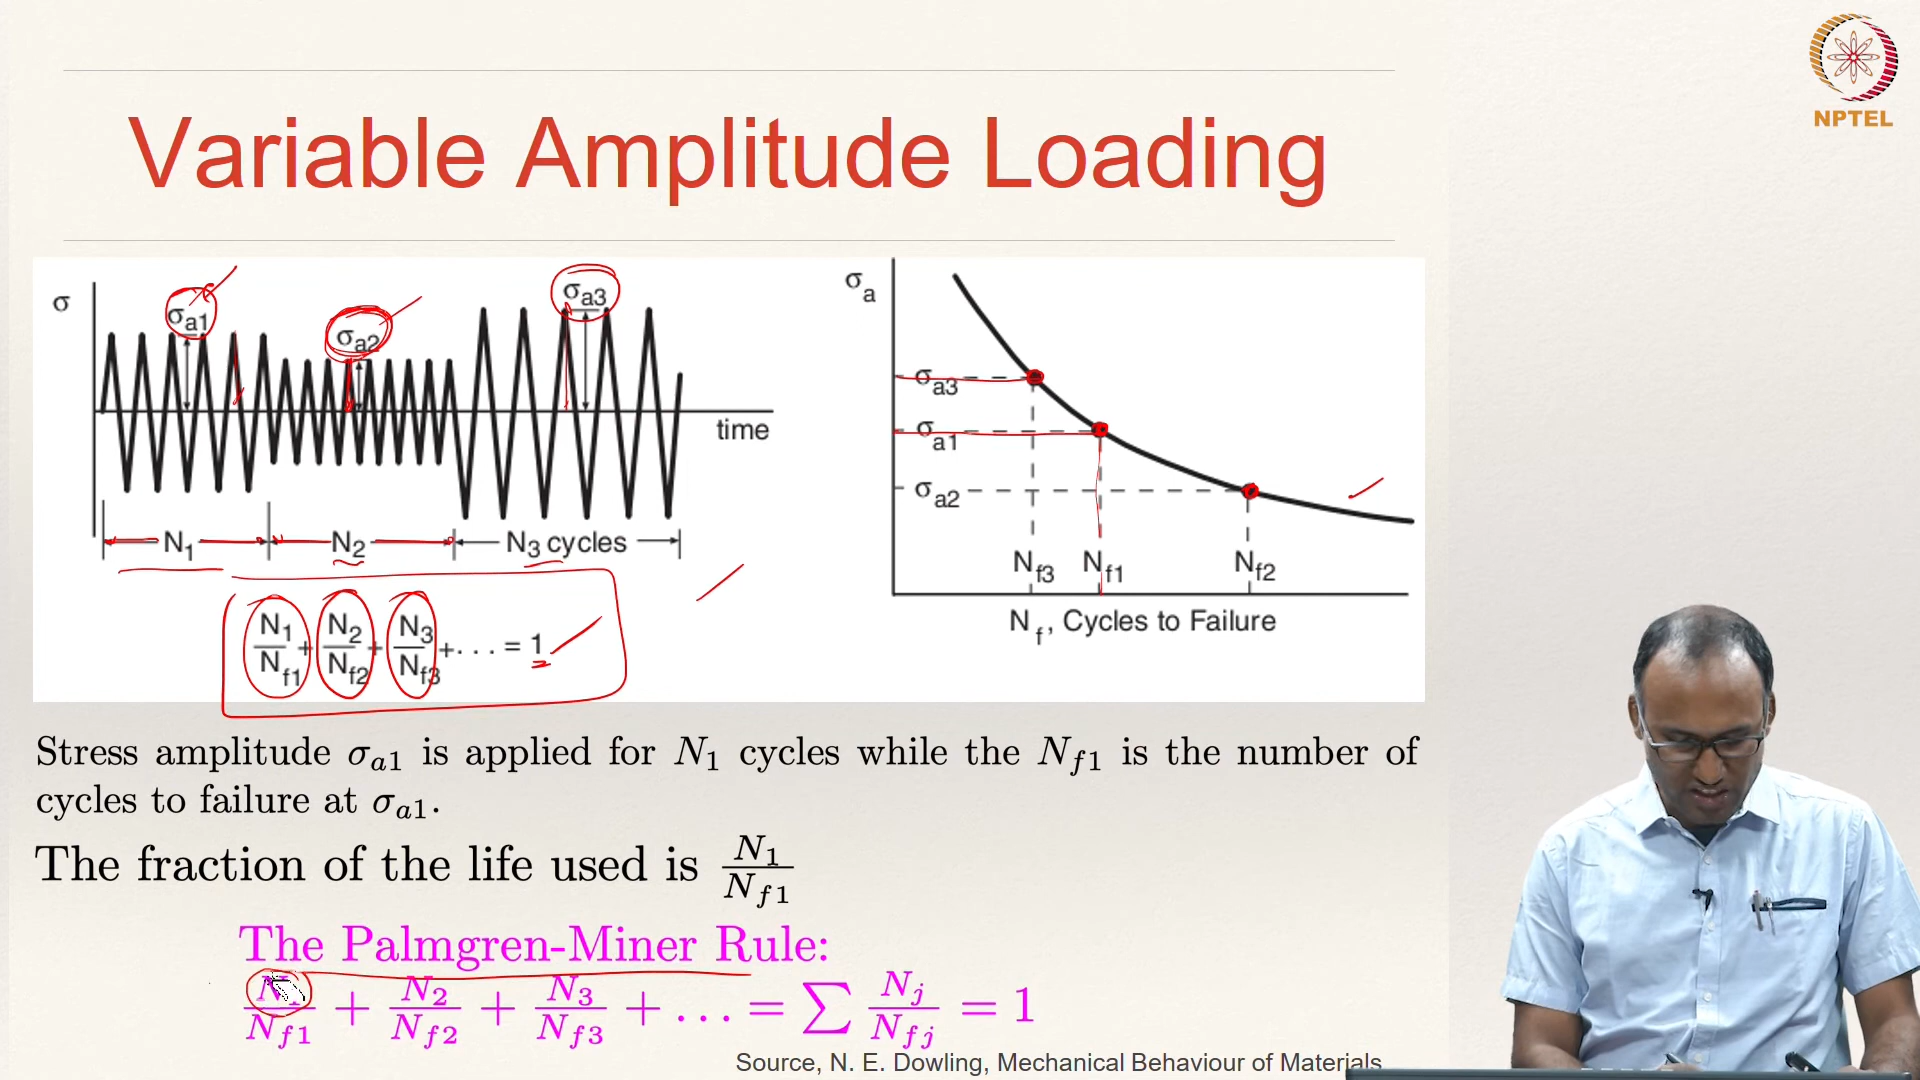 NPTEL
Variable Amplitude Loading
σ
σa1
σa2
σa3
time
N1
N2
N3 cycles
N1/Nf1 + N2/Nf2 + N3/Nf3 + . . . = 1
σa
σa3
σa1
σa2
Nf3
Nf1
Nf2
Nf, Cycles to Failure
Stress amplitude σa1 is applied for N1 cycles while the Nf1 is the number of
cycles to failure at σa1.
The fraction of the life used is N1/Nf1
The Palmgren-Miner Rule:
N1/Nf1 + N2/Nf2 + N3/Nf3 + . . . = ∑ Nj/Nfj = 1
Source, N. E. Dowling, Mechanical Behaviour of Materials